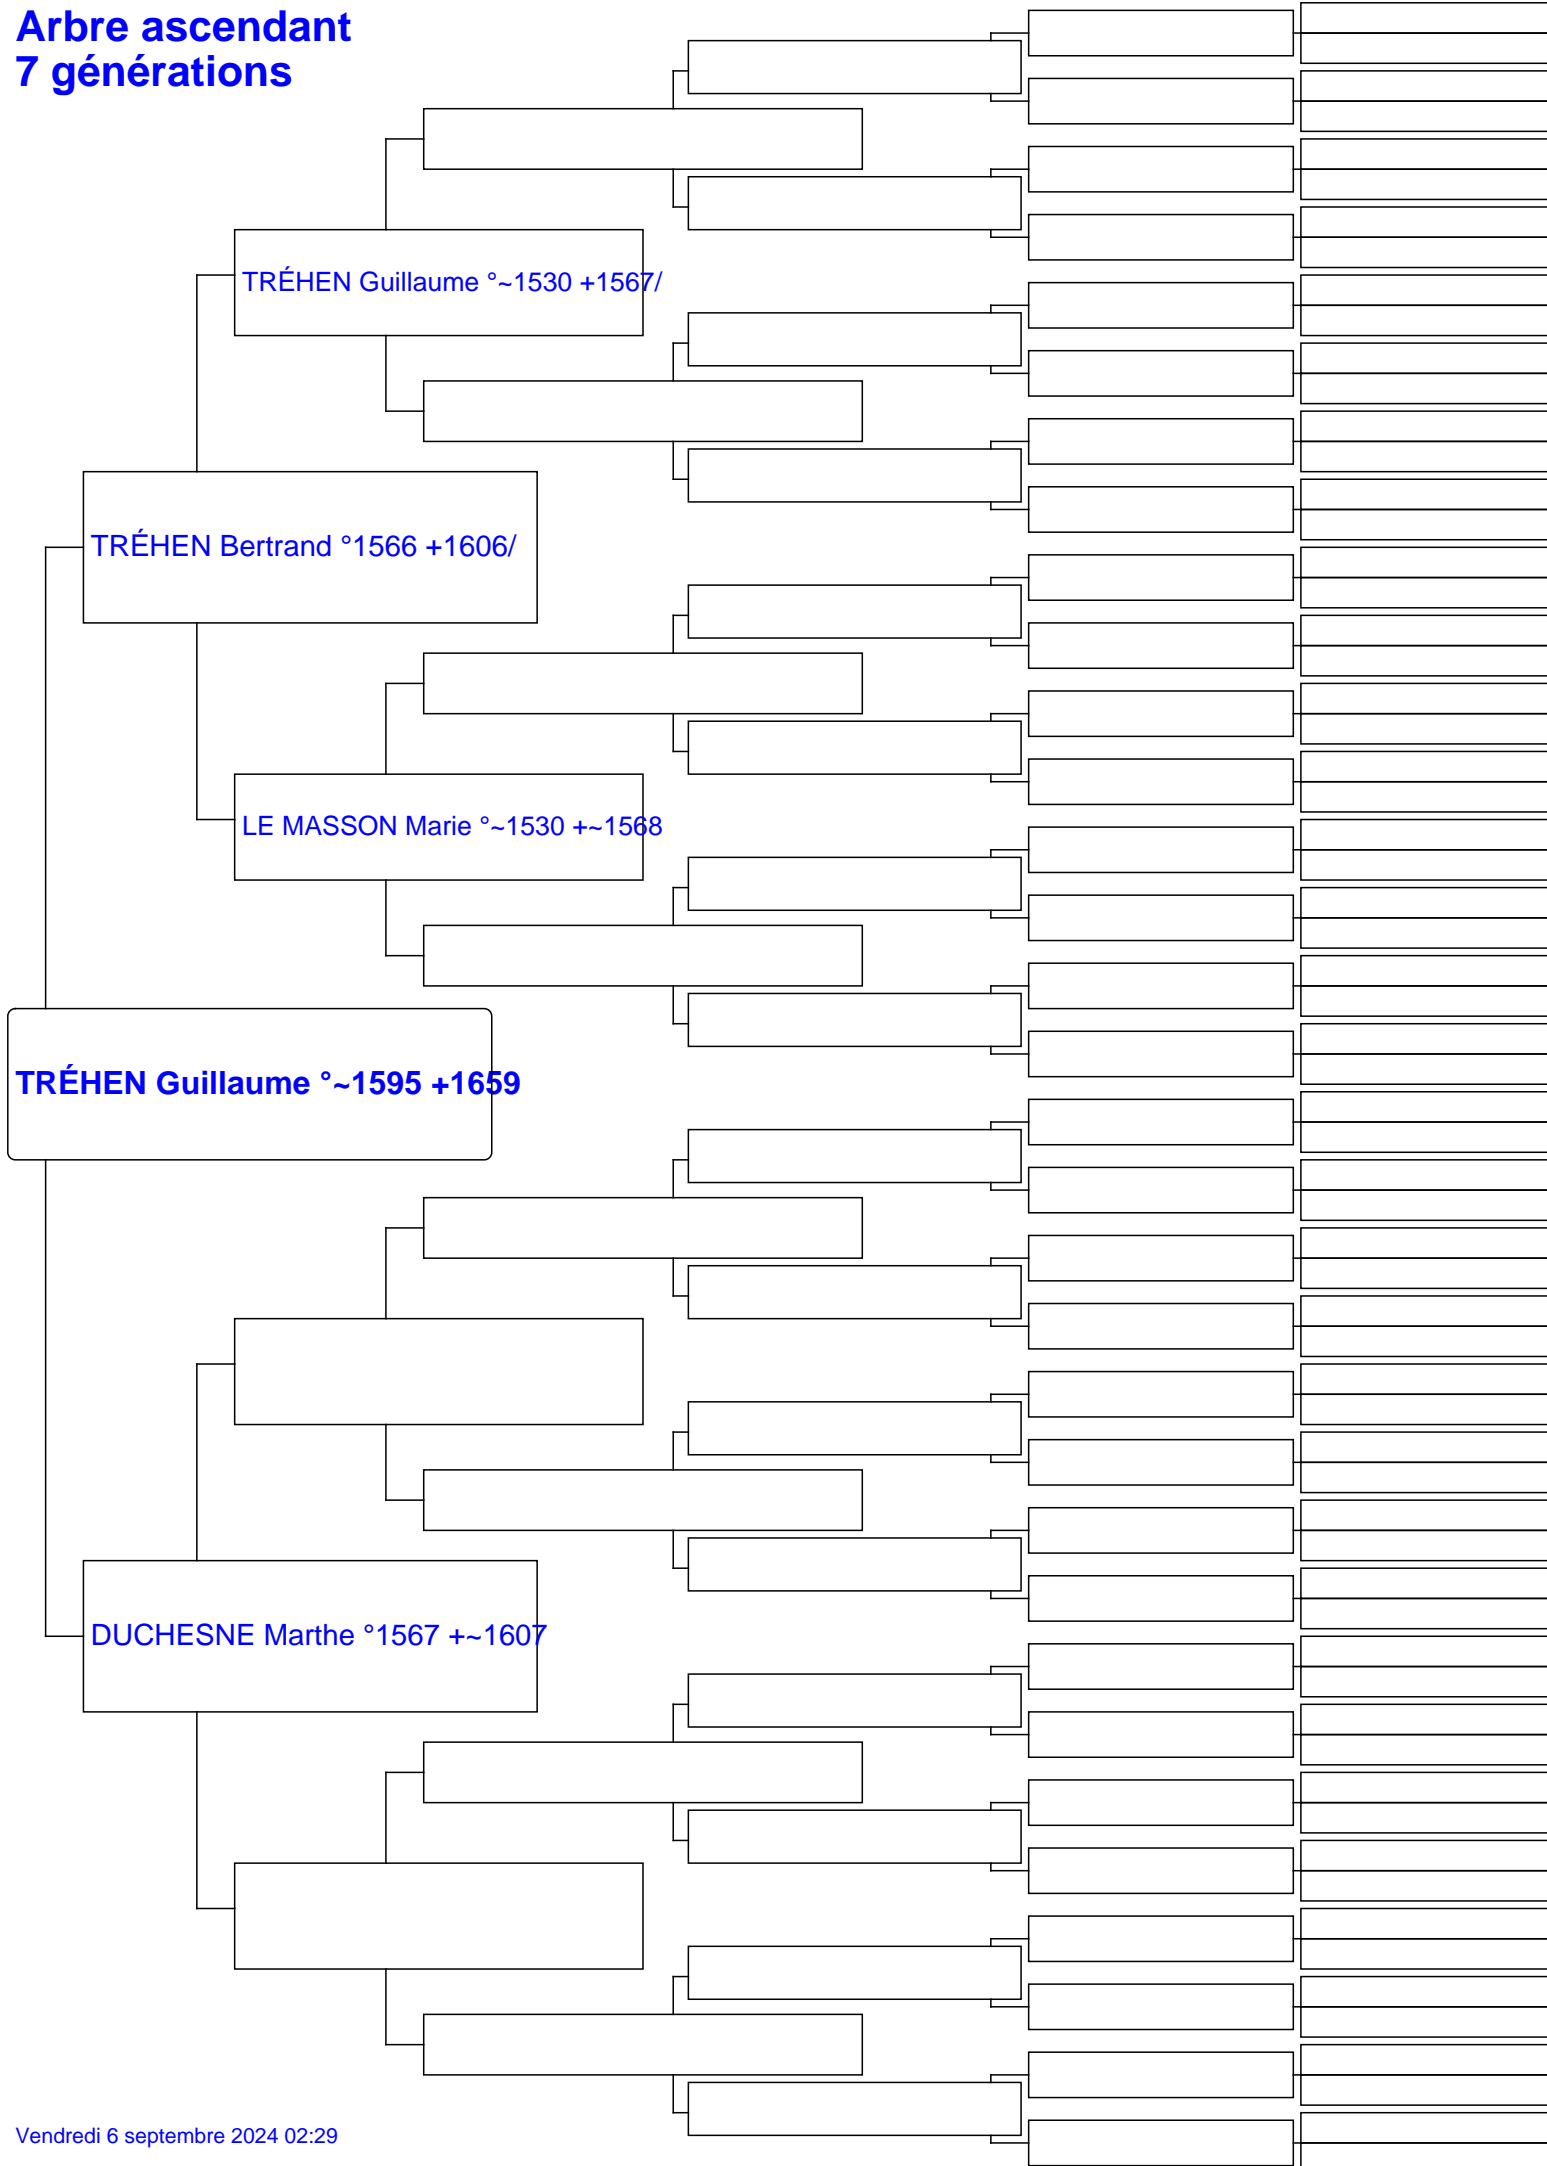 Arbre ascendant
7 générations
TRÉHEN Guillaume °~1530 +1567/
TRÉHEN Bertrand °1566 +1606/
LE MASSON Marie °~1530 +~1568
TRÉHEN Guillaume °~1595 +1659
DUCHESNE Marthe °1567 +~1607
Vendredi 6 septembre 2024 02:29